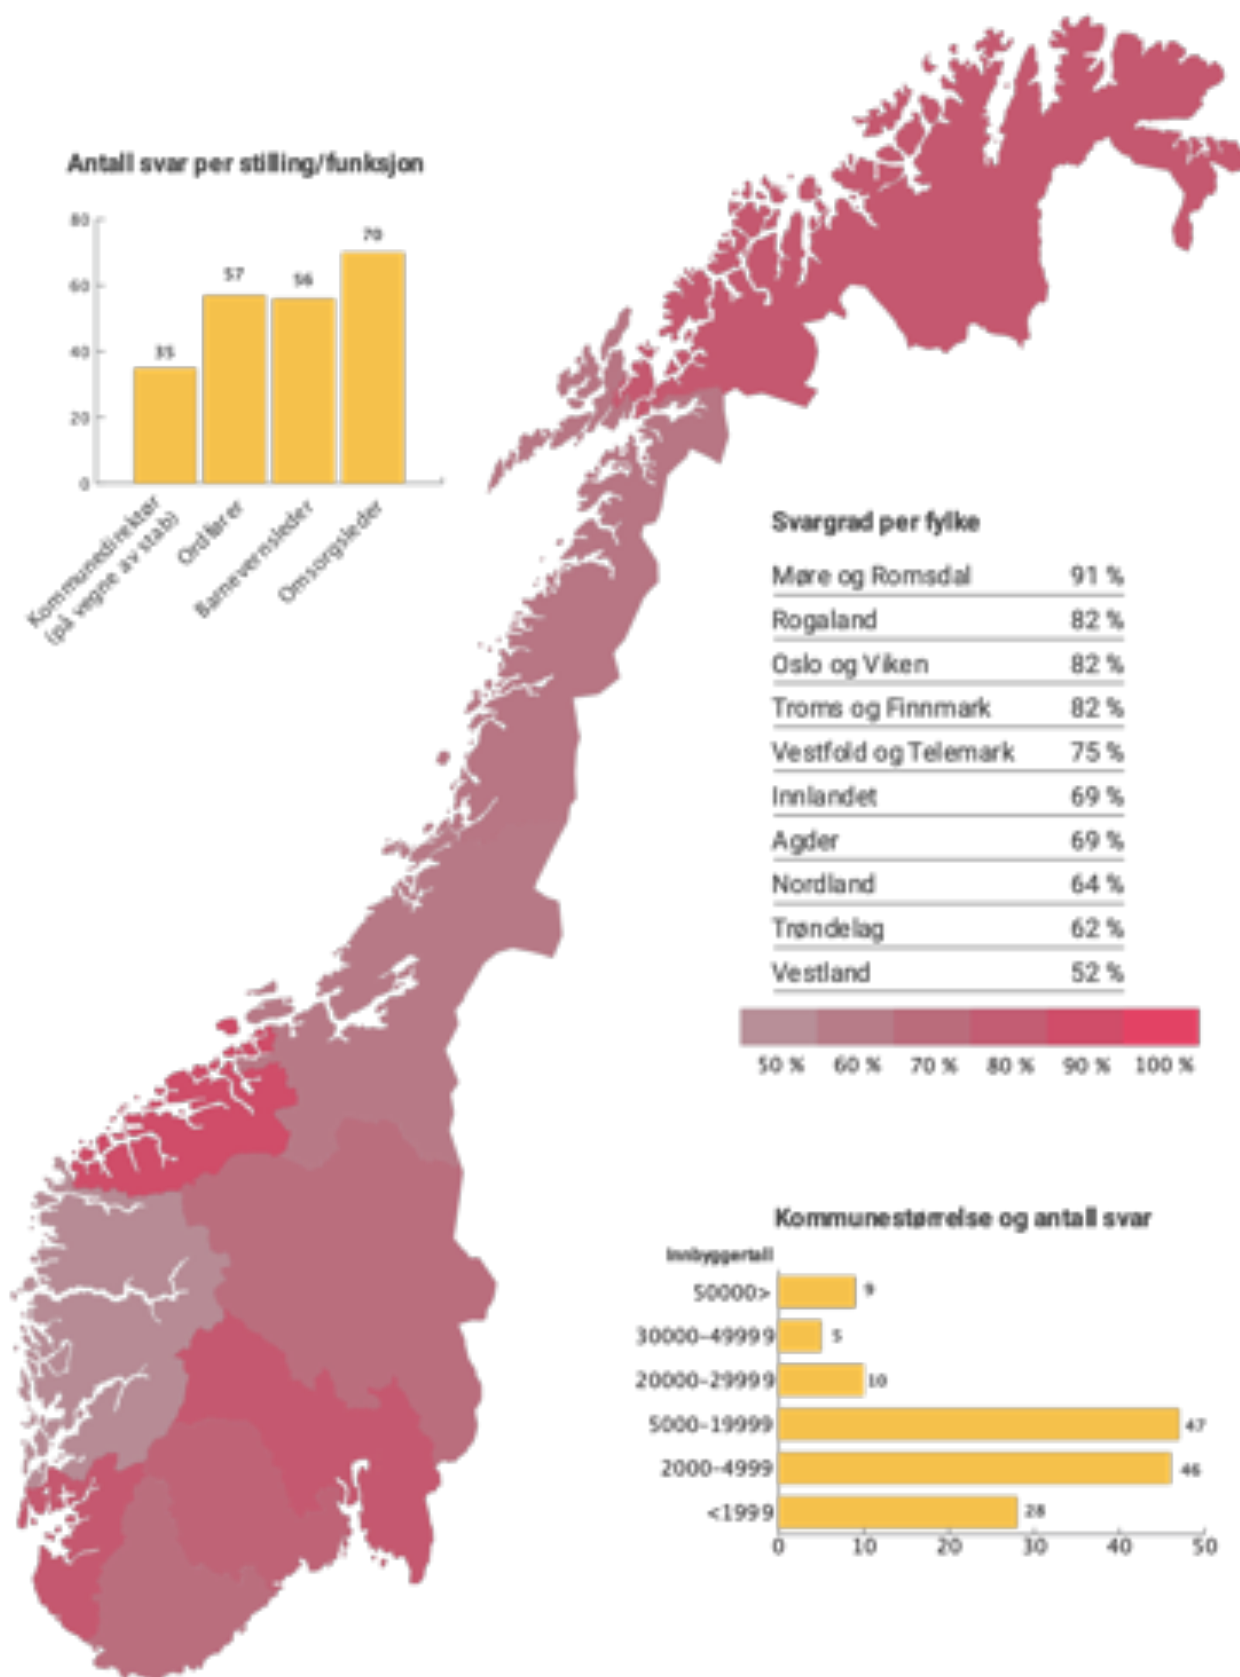 Antall svar per stilling/funksjon
80
70
57
56
60
35
40
20
0
Kommunedirektør
(på vegne av stab)
Ordfører
Barnevernsleder
Omsorgsleder
Svargrad per fylke
Møre og Romsdal 91 %
Rogaland 82 %
Oslo og Viken 82 %
Troms og Finnmark 82 %
Vestfold og Telemark 75 %
Innlandet 69 %
Agder 69 %
Nordland 64 %
Trøndelag 62 %
Vestland 52 %
50 % 60 % 70 % 80 % 90 % 100 %
Kommunestørrelse og antall svar
Innbyggertall
50000> 9
30000-49999 5
20000-29999 10
5000-19999 47
2000-4999 46
<1999 28
0 10 20 30 40 50